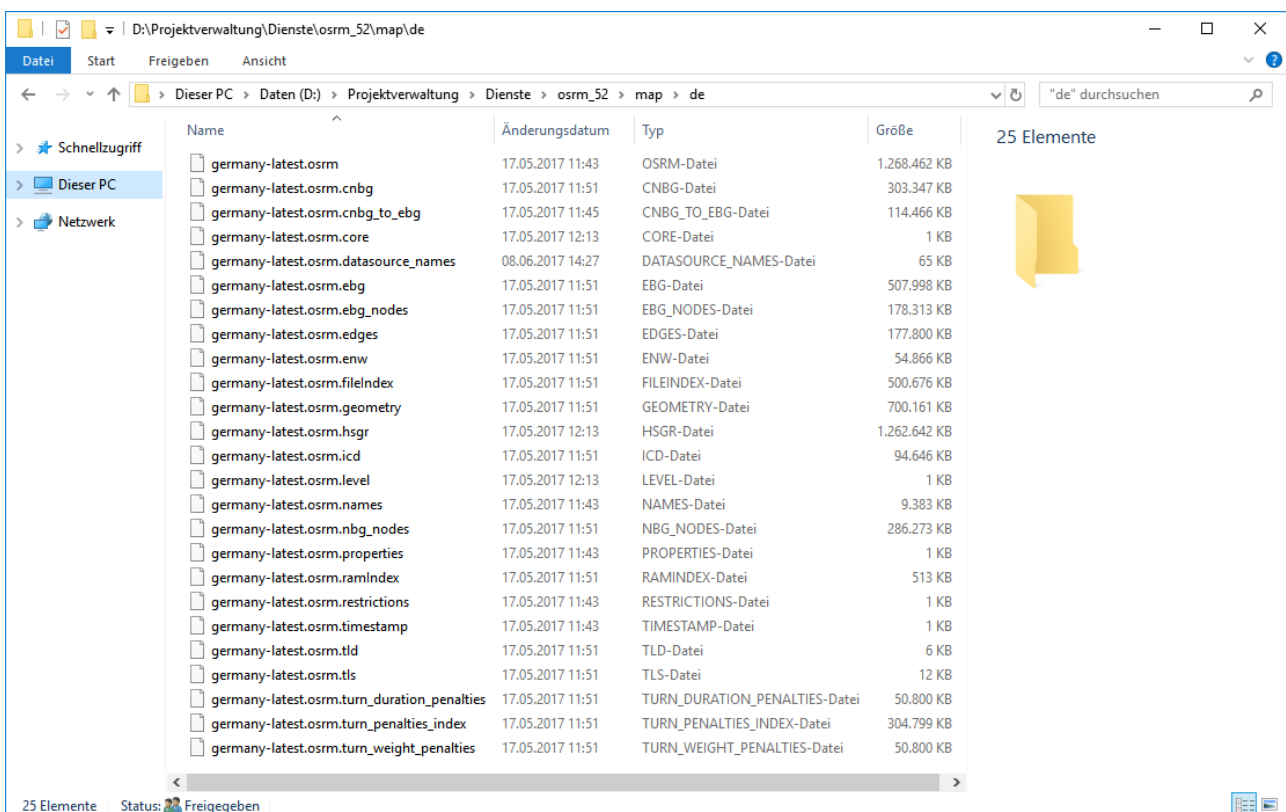 D:\Projektverwaltung\Dienste\osrm_52\map\de
Datei Start Freigeben Ansicht
Dieser PC > Daten (D:) > Projektverwaltung > Dienste > osrm_52 > map > de "de" durchsuchen
Schnellzugriff
Dieser PC
Netzwerk
Name Änderungsdatum Typ Größe
germany-latest.osrm 17.05.2017 11:43 OSRM-Datei 1.268.462 KB
germany-latest.osrm.cnbg 17.05.2017 11:51 CNBG-Datei 303.347 KB
germany-latest.osrm.cnbg_to_ebg 17.05.2017 11:45 CNBG_TO_EBG-Datei 114.466 KB
germany-latest.osrm.core 17.05.2017 12:13 CORE-Datei 1 KB
germany-latest.osrm.datasource_names 08.06.2017 14:27 DATASOURCE_NAMES-Datei 65 KB
germany-latest.osrm.ebg 17.05.2017 11:51 EBG-Datei 507.998 KB
germany-latest.osrm.ebg_nodes 17.05.2017 11:51 EBG_NODES-Datei 178.313 KB
germany-latest.osrm.edges 17.05.2017 11:51 EDGES-Datei 177.800 KB
germany-latest.osrm.enw 17.05.2017 11:51 ENW-Datei 54.866 KB
germany-latest.osrm.fileIndex 17.05.2017 11:51 FILEINDEX-Datei 500.676 KB
germany-latest.osrm.geometry 17.05.2017 11:51 GEOMETRY-Datei 700.161 KB
germany-latest.osrm.hsgr 17.05.2017 12:13 HSGR-Datei 1.262.642 KB
germany-latest.osrm.icd 17.05.2017 11:51 ICD-Datei 94.646 KB
germany-latest.osrm.level 17.05.2017 12:13 LEVEL-Datei 1 KB
germany-latest.osrm.names 17.05.2017 11:43 NAMES-Datei 9.383 KB
germany-latest.osrm.nbg_nodes 17.05.2017 11:51 NBG_NODES-Datei 286.273 KB
germany-latest.osrm.properties 17.05.2017 11:43 PROPERTIES-Datei 1 KB
germany-latest.osrm.ramIndex 17.05.2017 11:51 RAMINDEX-Datei 513 KB
germany-latest.osrm.restrictions 17.05.2017 11:43 RESTRICTIONS-Datei 1 KB
germany-latest.osrm.timestamp 17.05.2017 11:43 TIMESTAMP-Datei 1 KB
germany-latest.osrm.tld 17.05.2017 11:51 TLD-Datei 6 KB
germany-latest.osrm.tls 17.05.2017 11:51 TLS-Datei 12 KB
germany-latest.osrm.turn_duration_penalties 17.05.2017 11:51 TURN_DURATION_PENALTIES-Datei 50.800 KB
germany-latest.osrm.turn_penalties_index 17.05.2017 11:51 TURN_PENALTIES_INDEX-Datei 304.799 KB
germany-latest.osrm.turn_weight_penalties 17.05.2017 11:51 TURN_WEIGHT_PENALTIES-Datei 50.800 KB
25 Elemente
25 Elemente Status: Freigegeben